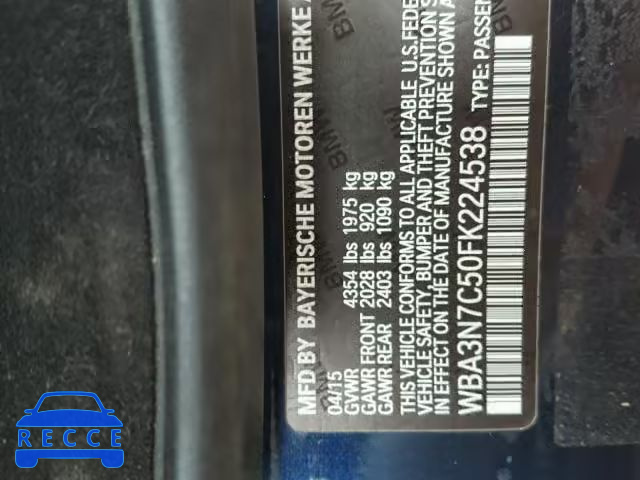 MFD BY BAYERISCHE MOTOREN WERKE
04/15
GVWR 4354 lbs 1975 kg
GAWR FRONT 2028 lbs 920 kg
GAWR REAR 2403 lbs 1090 kg
THIS VEHICLE CONFORMS TO ALL APPLICABLE U.S. FEDE
VEHICLE SAFETY, BUMPER AND THEFT PREVENTION S
IN EFFECT ON THE DATE OF MANUFACTURE SHOWN A
WBA3N7C50FK224538 TYPE: PASSEN
RECCE